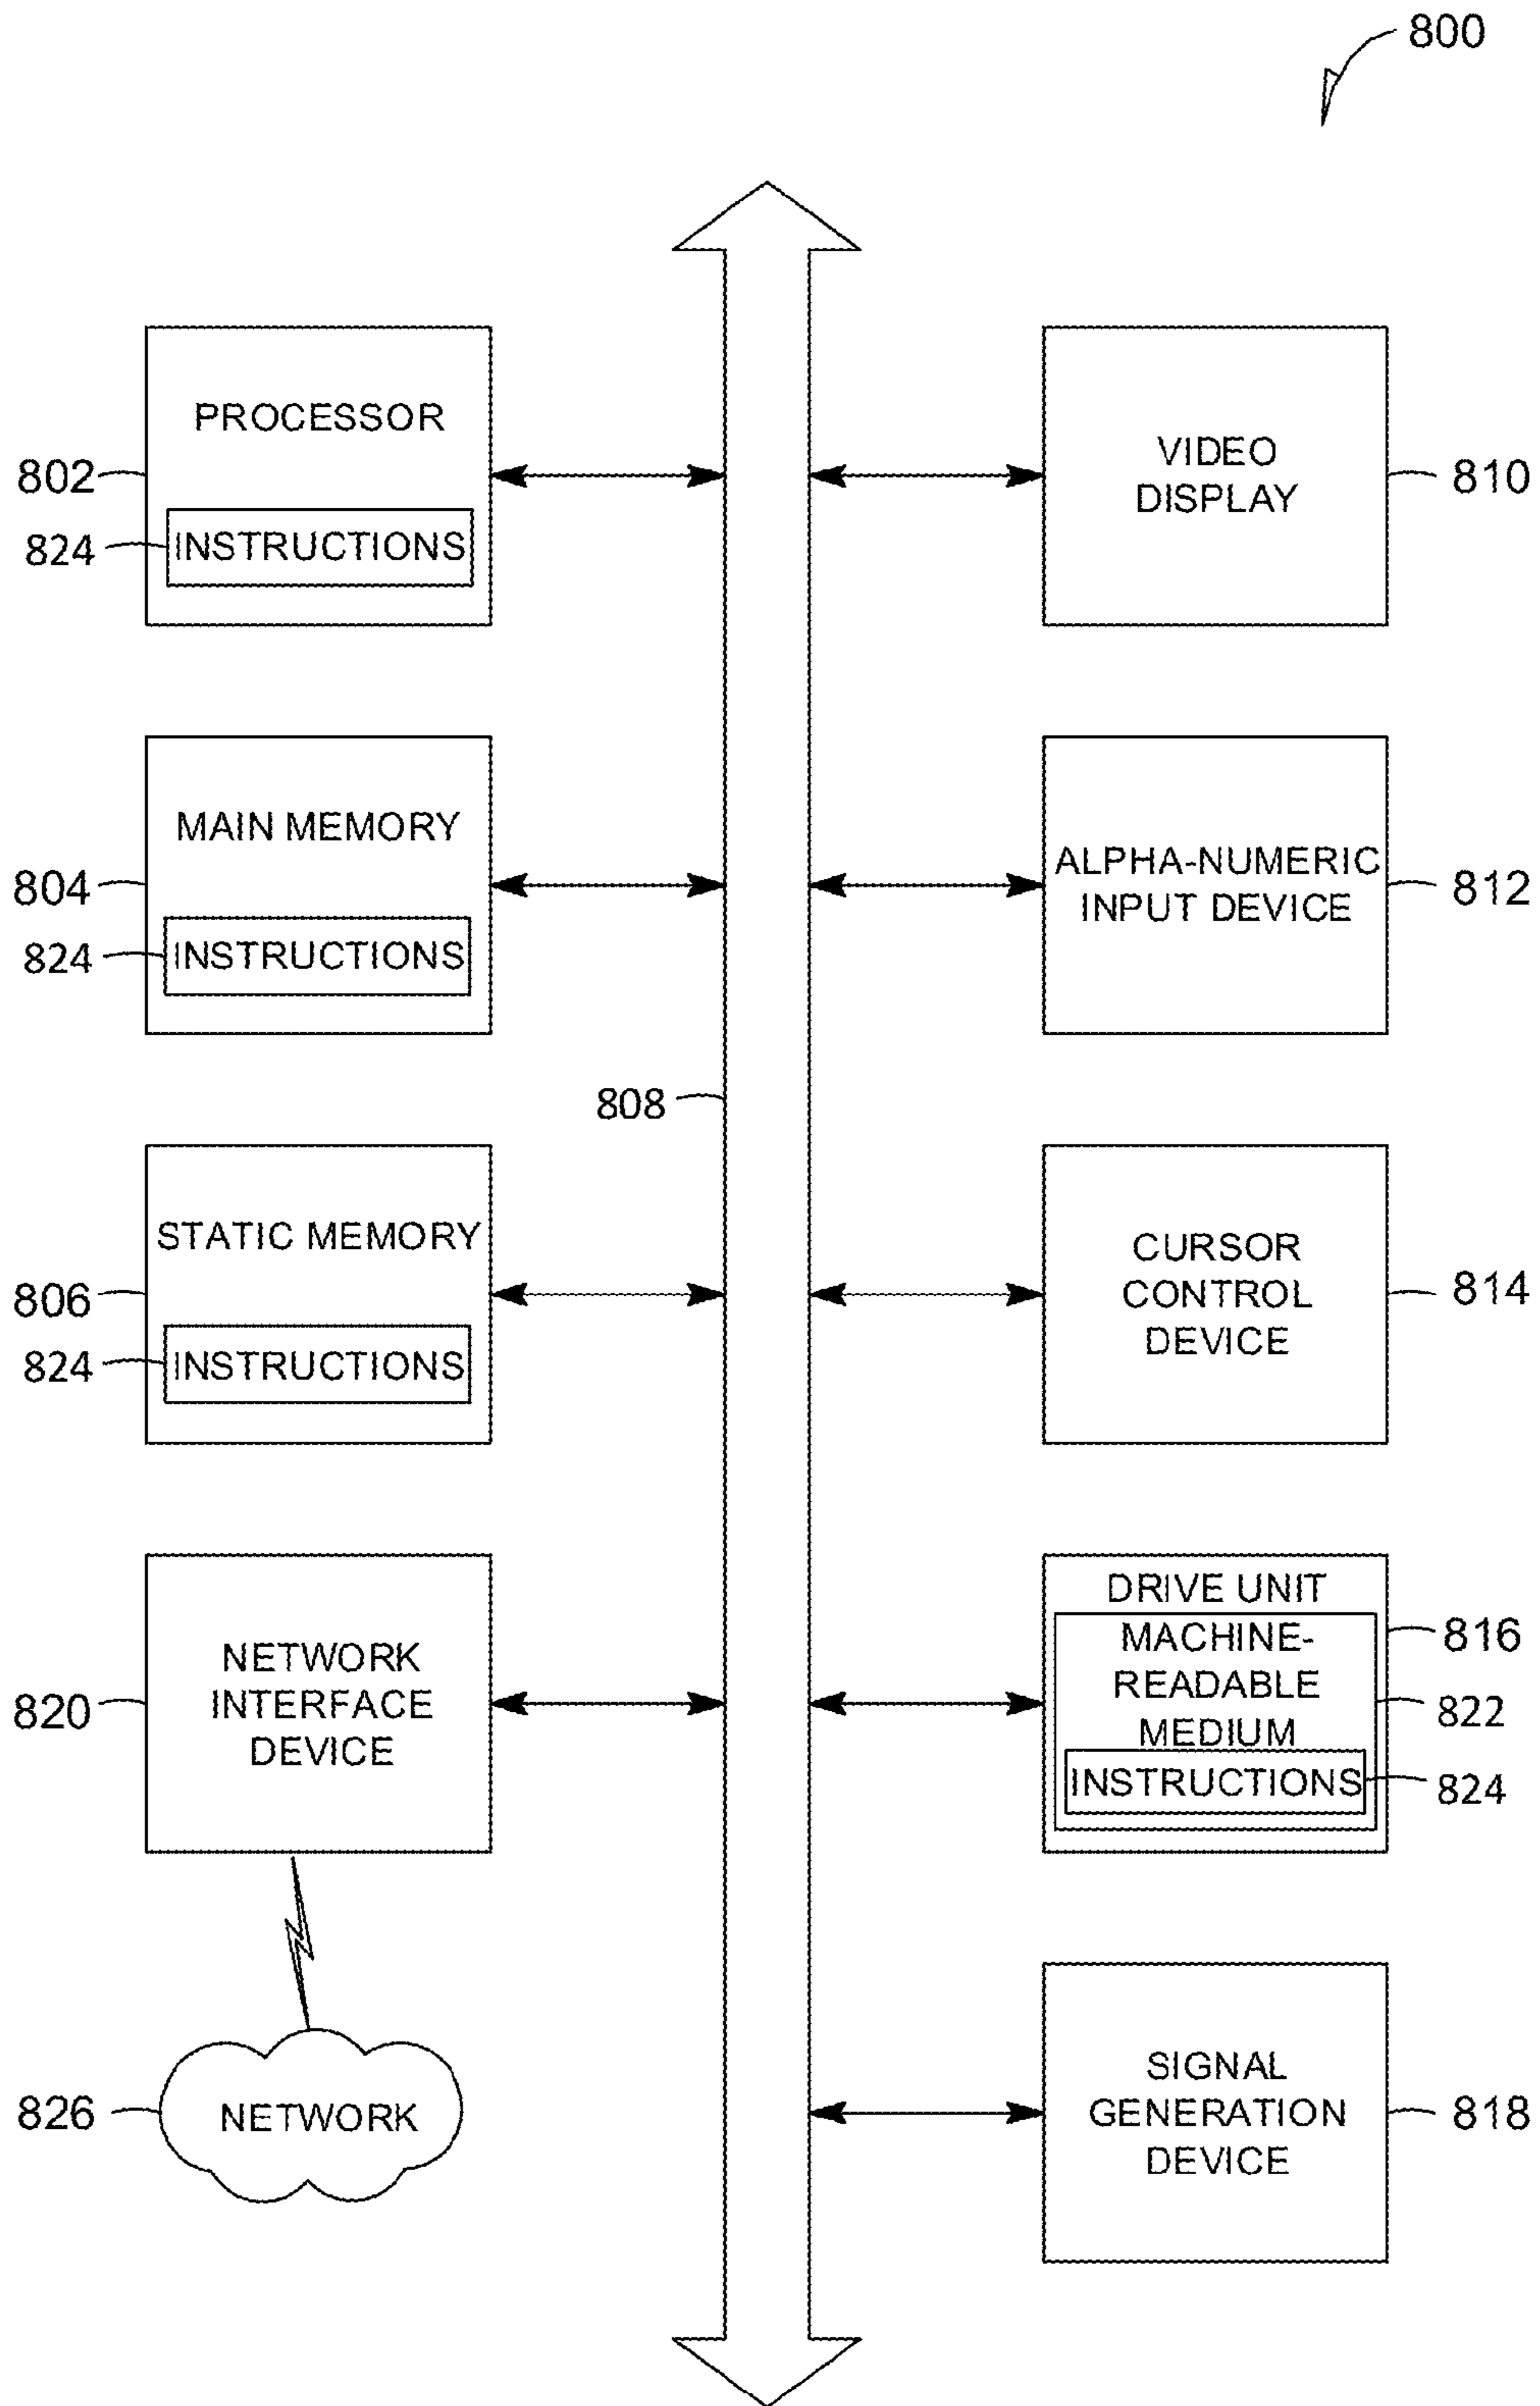 800
PROCESSOR
802
824
INSTRUCTIONS
VIDEO
DISPLAY
810
MAIN MEMORY
804
824
INSTRUCTIONS
ALPHA-NUMERIC
INPUT DEVICE
812
808
STATIC MEMORY
806
824
INSTRUCTIONS
CURSOR
CONTROL
DEVICE
814
NETWORK
INTERFACE
DEVICE
820
DRIVE UNIT
MACHINE-
READABLE
MEDIUM
INSTRUCTIONS
816
822
824
826
NETWORK
SIGNAL
GENERATION
DEVICE
818